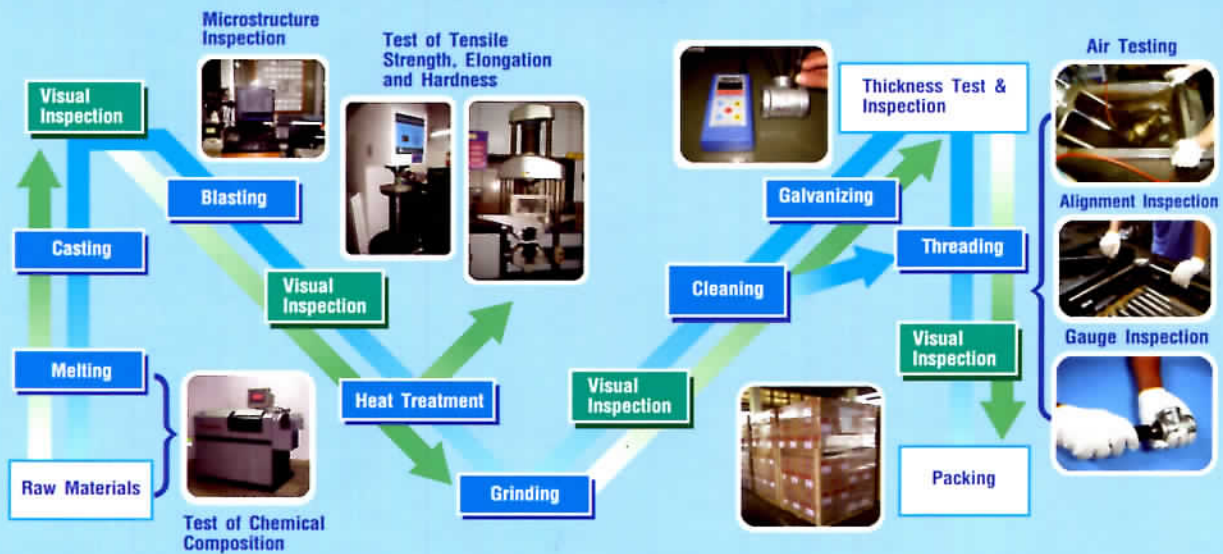 Microstructure
Inspection
Test of Tensile
Strength, Elongation
and Hardness
Air Testing
Visual
Inspection
Thickness Test &
Inspection
Blasting
Galvanizing
Alignment Inspection
Casting
Threading
Visual
Inspection
Cleaning
Gauge Inspection
Melting
Visual
Inspection
Heat Treatment
Visual
Inspection
Raw Materials
Grinding
Packing
Test of Chemical
Composition